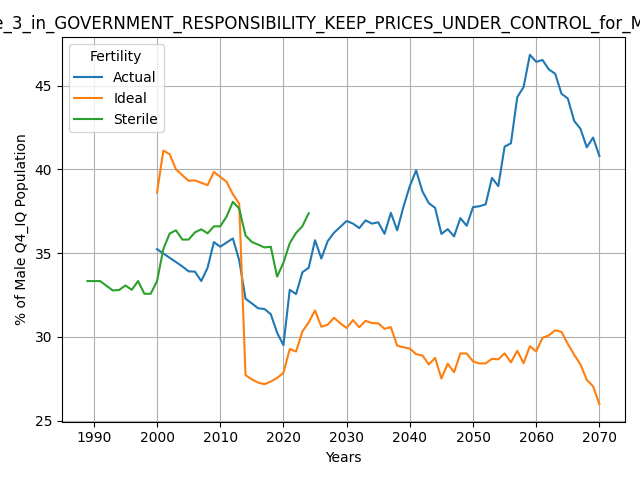 e_3_in_GOVERNMENT_RESPONSIBILITY_KEEP_PRICES_UNDER_CONTROL_for_M
Fertility
Actual
Ideal
Sterile
% of Male Q4_IQ Population
45
40
35
30
25
1990 2000 2010 2020 2030 2040 2050 2060 2070
Years